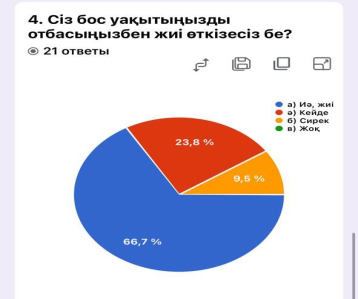 4. Сіз бос уақытыңызды
отбасыңызбен жиі өткізесіз бе?
21 ответы
а) Иә, жиі
ә) Кейде
б) Сирек
в) Жоқ
23,8 %
9,5 %
66,7 %